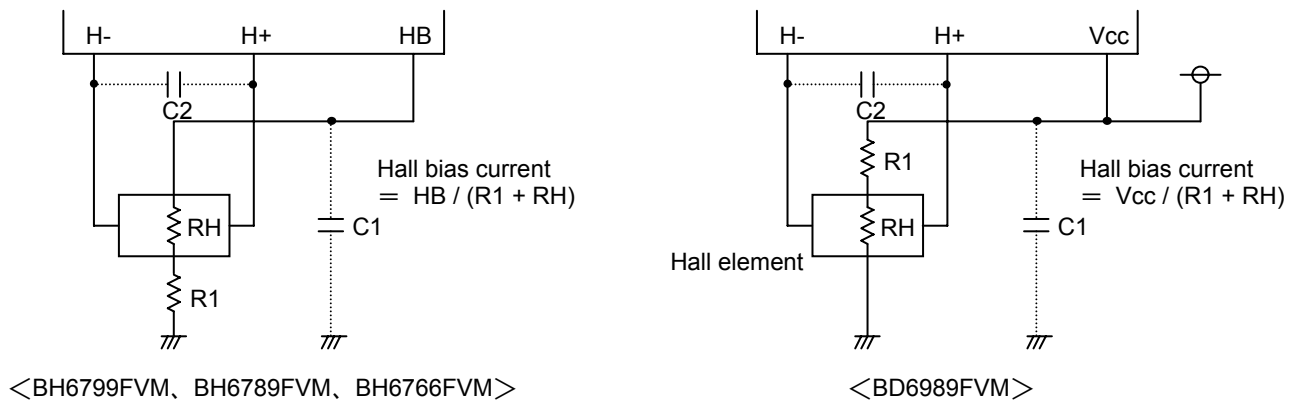 H-
H+
HB
C2
RH
R1
C1
Hall bias current
＝ HB / (R1 + RH)
＜BH6799FVM、BH6789FVM、BH6766FVM＞
H-
H+
Vcc
C2
R1
RH
Hall element
C1
Hall bias current
＝ Vcc / (R1 + RH)
＜BD6989FVM＞